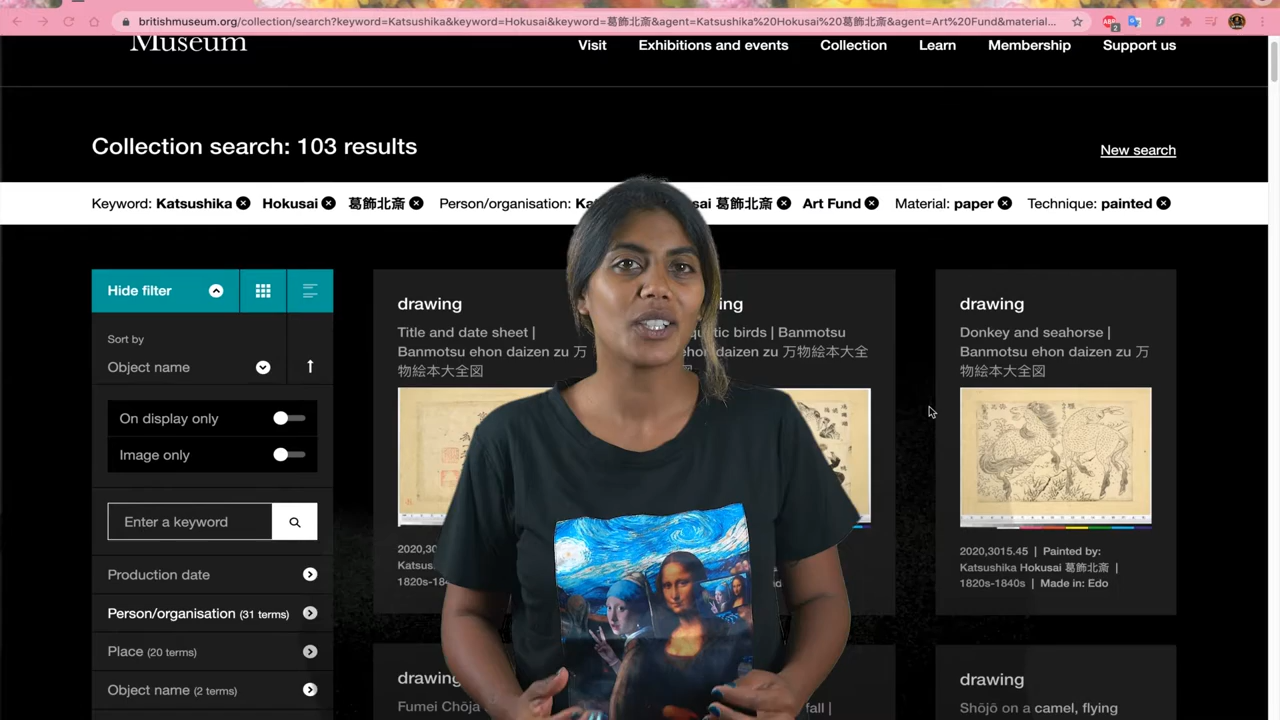 britishmuseum.org/collection/search?keyword=Katsushika&keyword=Hokusai&keyword=葛飾北斎&agent=Katsushika%20Hokusai%20葛飾北斎&agent=Art%20Fund&material...
Museum
Visit Exhibitions and events Collection Learn Membership Support us
Collection search: 103 results
New search
Keyword: Katsushika Hokusai 葛飾北斎 Person/organisation: 葛飾北斎 Art Fund Material: paper Technique: painted
Hide filter
Sort by
Object name
On display only
Image only
Enter a keyword
Production date
Person/organisation (31 terms)
Place (20 terms)
Object name (2 terms)
drawing
Title and date sheet |
Banmotsu ehon daizen zu 万
物絵本大全図
2020,30
1820s-184
drawing
Fumei Chōja
birds | Banmotsu
daizen zu 万物絵本大全
fall |
drawing
Donkey and seahorse |
Banmotsu ehon daizen zu 万
物絵本大全図
2020,3015.45 | Painted by:
Katsushika Hokusai 葛飾北斎 |
1820s-1840s | Made in: Edo
drawing
Shōjō on a camel, flying